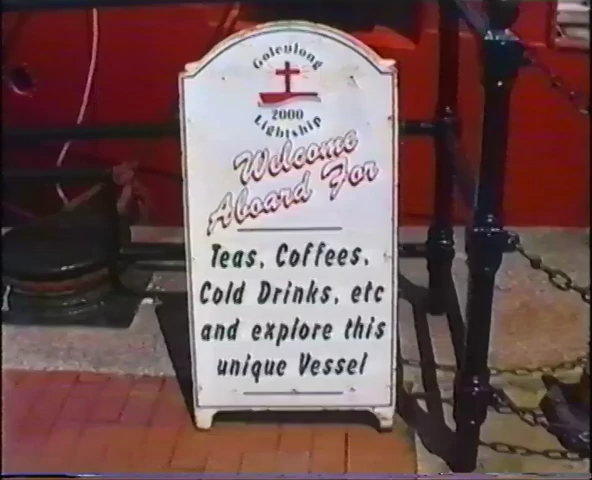 Goleulong
2000
Lightship
Welcome
Aboard For
Teas, Coffees,
Cold Drinks, etc
and explore this
unique Vessel